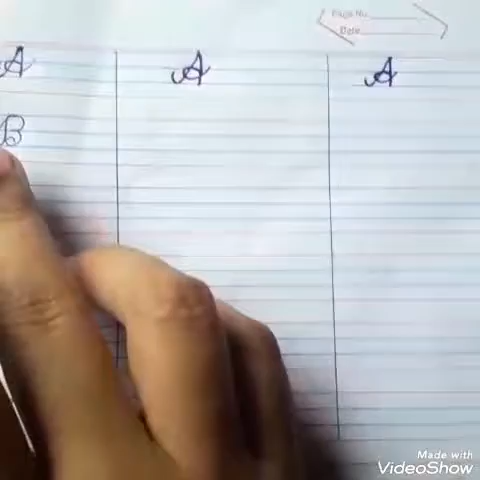 Page No.
Date
A A A
B
Made with
VideoShow